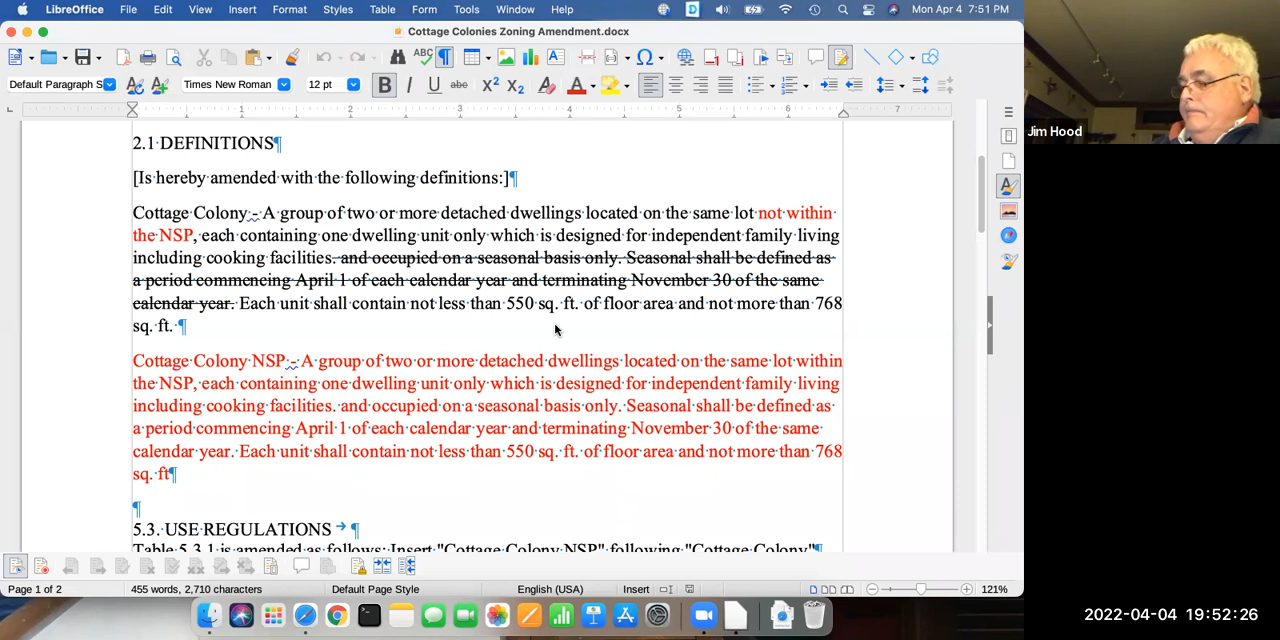 LibreOffice File Edit View Insert Format Styles Table Form Tools Window Help Mon Apr 4 7:51 PM
Cottage Colonies Zoning Amendment.docx
Default Paragraph S Times New Roman 12 pt
1 2 3 4 5 6 7
2.1 DEFINITIONS¶
[Is hereby amended with the following definitions:]¶
Cottage Colony - A group of two or more detached dwellings located on the same lot not within
the NSP, each containing one dwelling unit only which is designed for independent family living
including cooking facilities. and occupied on a seasonal basis only. Seasonal shall be defined as
a period commencing April 1 of each calendar year and terminating November 30 of the same
calendar year. Each unit shall contain not less than 550 sq. ft. of floor area and not more than 768
sq. ft. ¶
Cottage Colony NSP - A group of two or more detached dwellings located on the same lot within
the NSP, each containing one dwelling unit only which is designed for independent family living
including cooking facilities. and occupied on a seasonal basis only. Seasonal shall be defined as
a period commencing April 1 of each calendar year and terminating November 30 of the same
calendar year. Each unit shall contain not less than 550 sq. ft. of floor area and not more than 768
sq. ft¶
¶
5.3. USE REGULATIONS → ¶
Table 5.3.1 is amended as follows: Insert "Cottage Colony NSP" following "Cottage Colony"¶
Page 1 of 2 455 words, 2,710 characters Default Page Style English (USA) Insert 121%
Jim Hood
2022-04-04 19:52:26